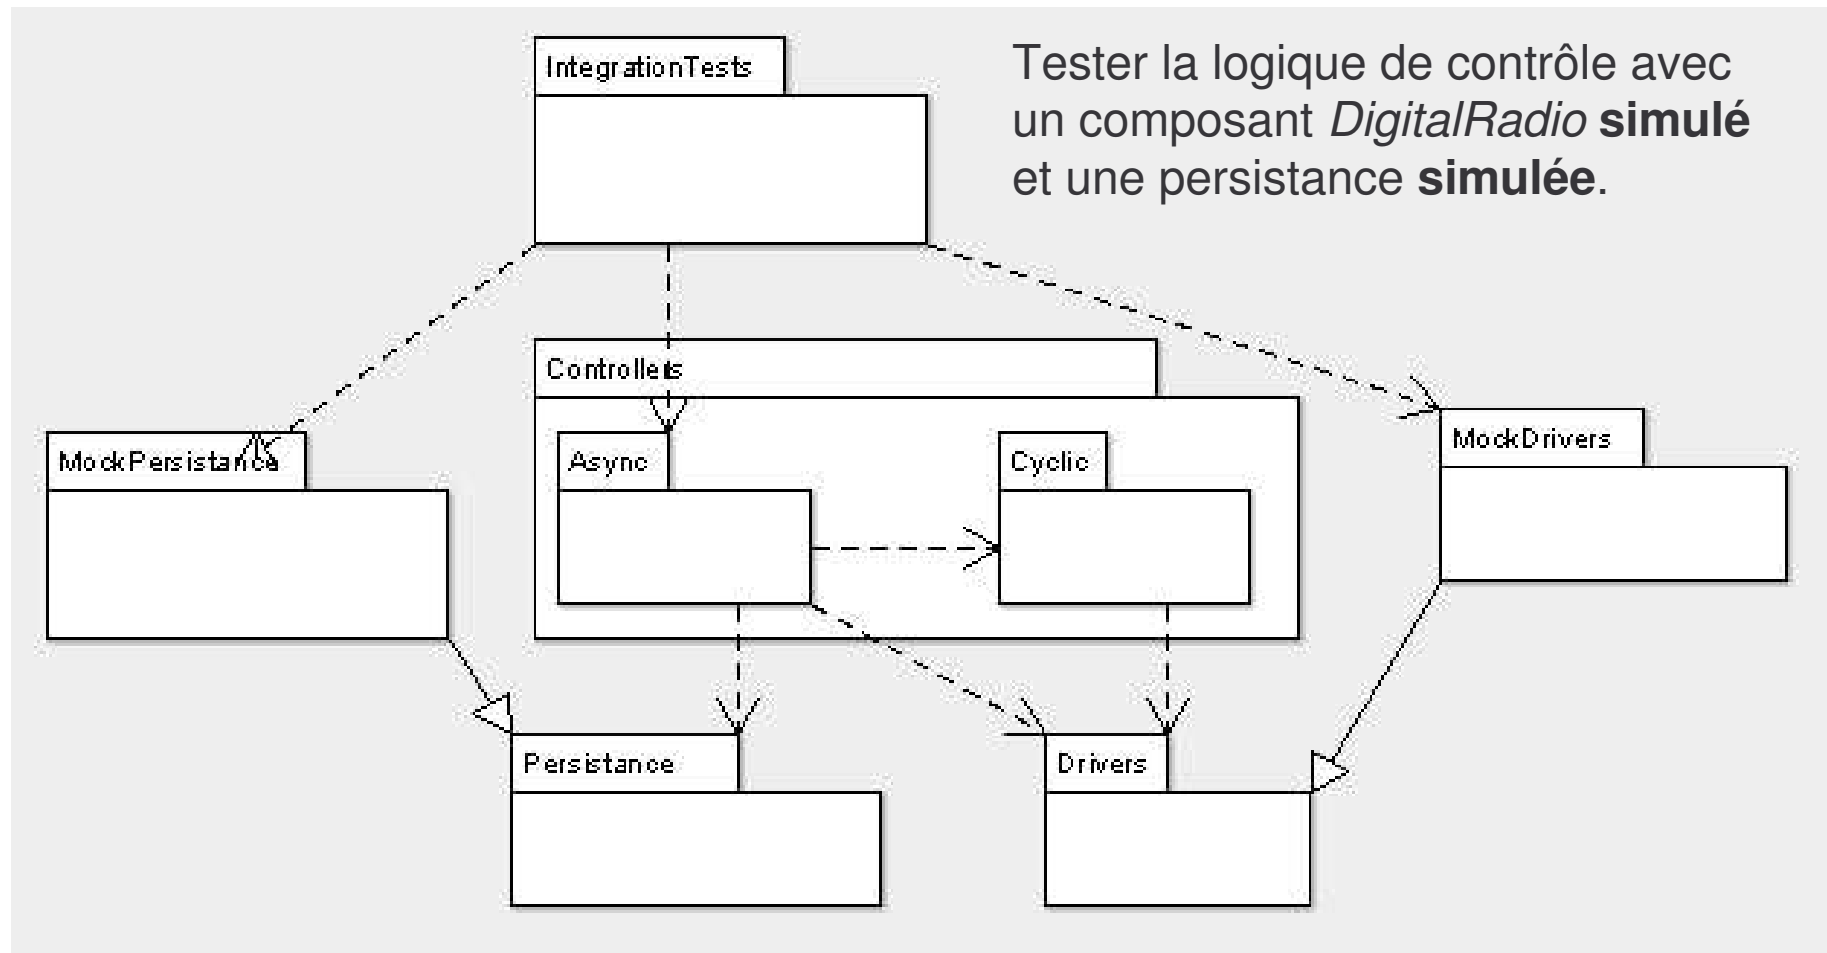 IntegrationTests
Tester la logique de contrôle avec
un composant DigitalRadio simulé
et une persistance simulée.
Controllers
MockPersistance
Async
Cyclic
MockDrivers
Persistance
Drivers